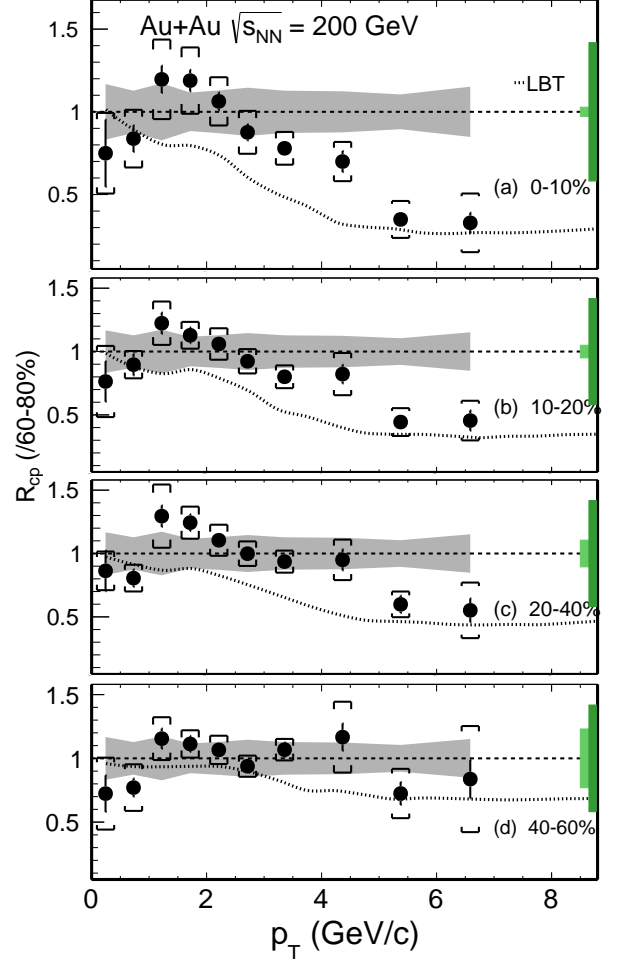 Au+Au √sNN = 200 GeV
LBT
1.5
1
0.5
(a) 0-10%
1.5
1
0.5
(b) 10-20%
1.5
1
0.5
(c) 20-40%
1.5
1
0.5
(d) 40-60%
Rcp (/60-80%)
0 2 4 6 8
pT (GeV/c)